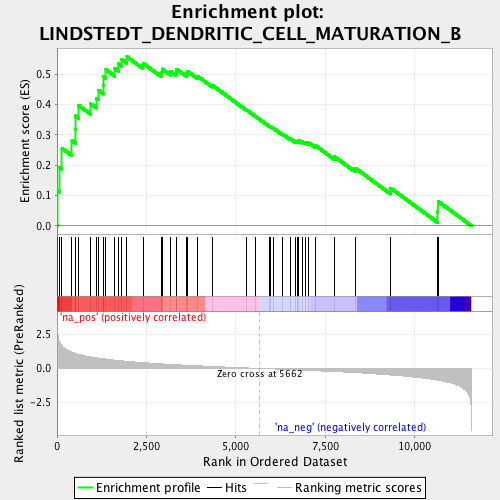 Enrichment plot:
LINDSTEDT_DENDRITIC_CELL_MATURATION_B
Enrichment score (ES)
0.5
0.4
0.3
0.2
0.1
0.0
'na_pos' (positively correlated)
Ranked list metric (PreRanked)
2.5
0.0
-2.5
Zero cross at 5662
'na_neg' (negatively correlated)
0
2,500
5,000
7,500
10,000
Rank in Ordered Dataset
Enrichment profile
Hits
Ranking metric scores